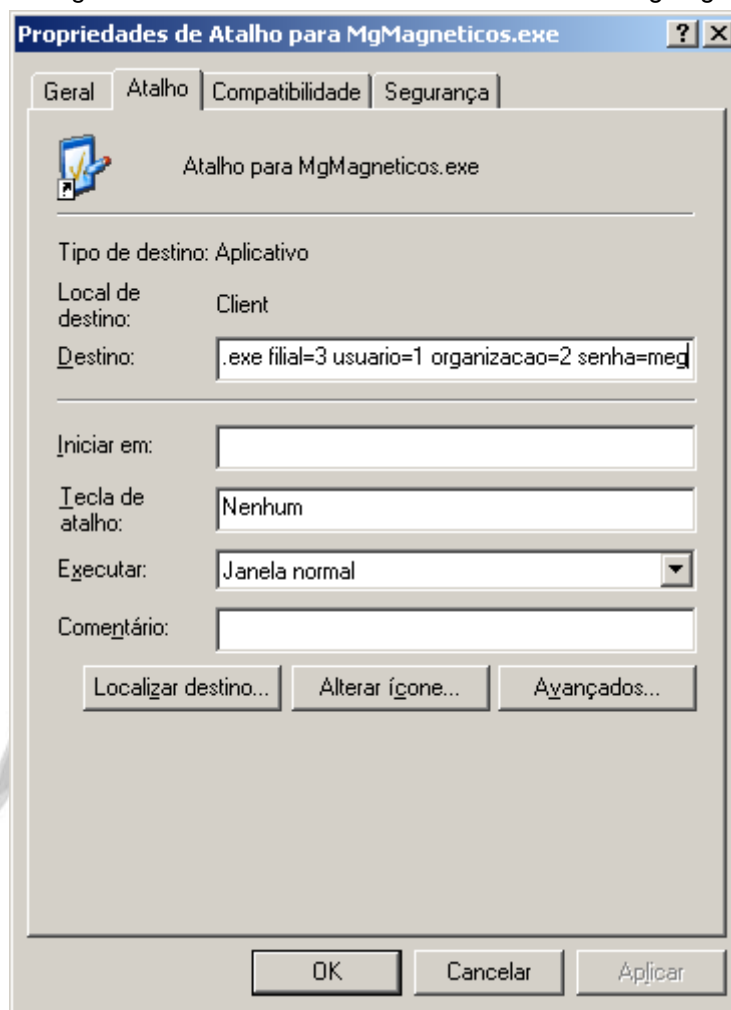 Propriedades de Atalho para MgMagneticos.exe
Geral Atalho Compatibilidade Segurança
Atalho para MgMagneticos.exe
Tipo de destino: Aplicativo
Local de destino: Client
Destino: .exe filial=3 usuario=1 organizacao=2 senha=meg
Iniciar em:
Tecla de atalho: Nenhum
Executar: Janela normal
Comentário:
Localizar destino... Alterar ícone... Avançados...
OK Cancelar Aplicar